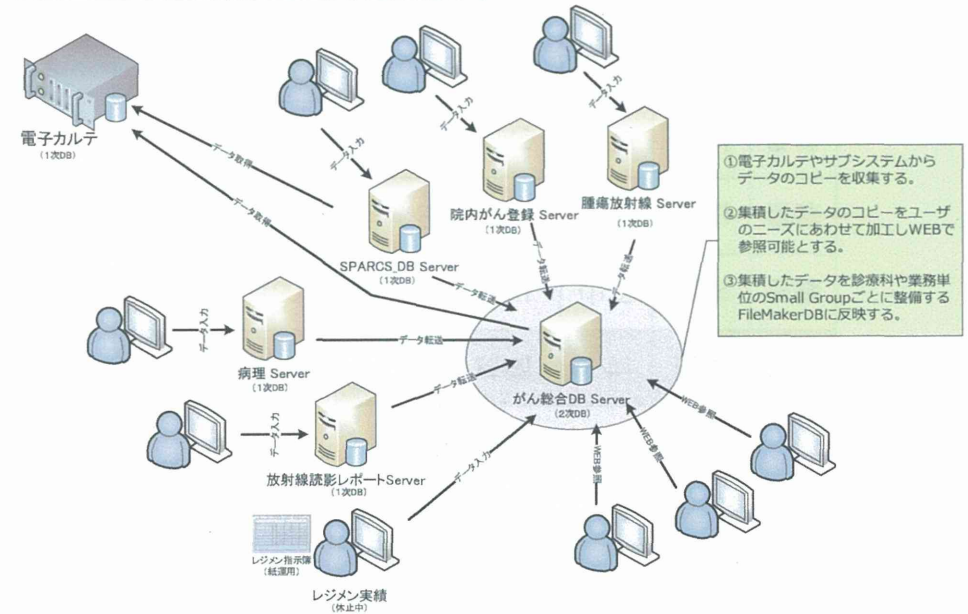 電子カルテ
(1次DB)
データ取得
データ取得
データ入力
データ入力
データ入力
SPARCS_DB Server
(1次DB)
院内がん登録 Server
(1次DB)
腫瘍放射線 Server
(1次DB)
データ転送
データ転送
データ転送
①電子カルテやサブシステムから
データのコピーを収集する。
②集積したデータのコピーをユーザ
のニーズにあわせて加工しWEBで
参照可能とする。
③集積したデータを診療科や業務単
位のSmall Groupごとに整備する
FileMakerDBに反映する。
データ入力
病理 Server
(1次DB)
データ転送
がん総合DB Server
(2次DB)
データ入力
放射線読影レポートServer
(1次DB)
データ転送
データ入力
WEB参照
WEB参照
WEB参照
レジメン指示簿
(紙運用)
レジメン実績
(休止中)